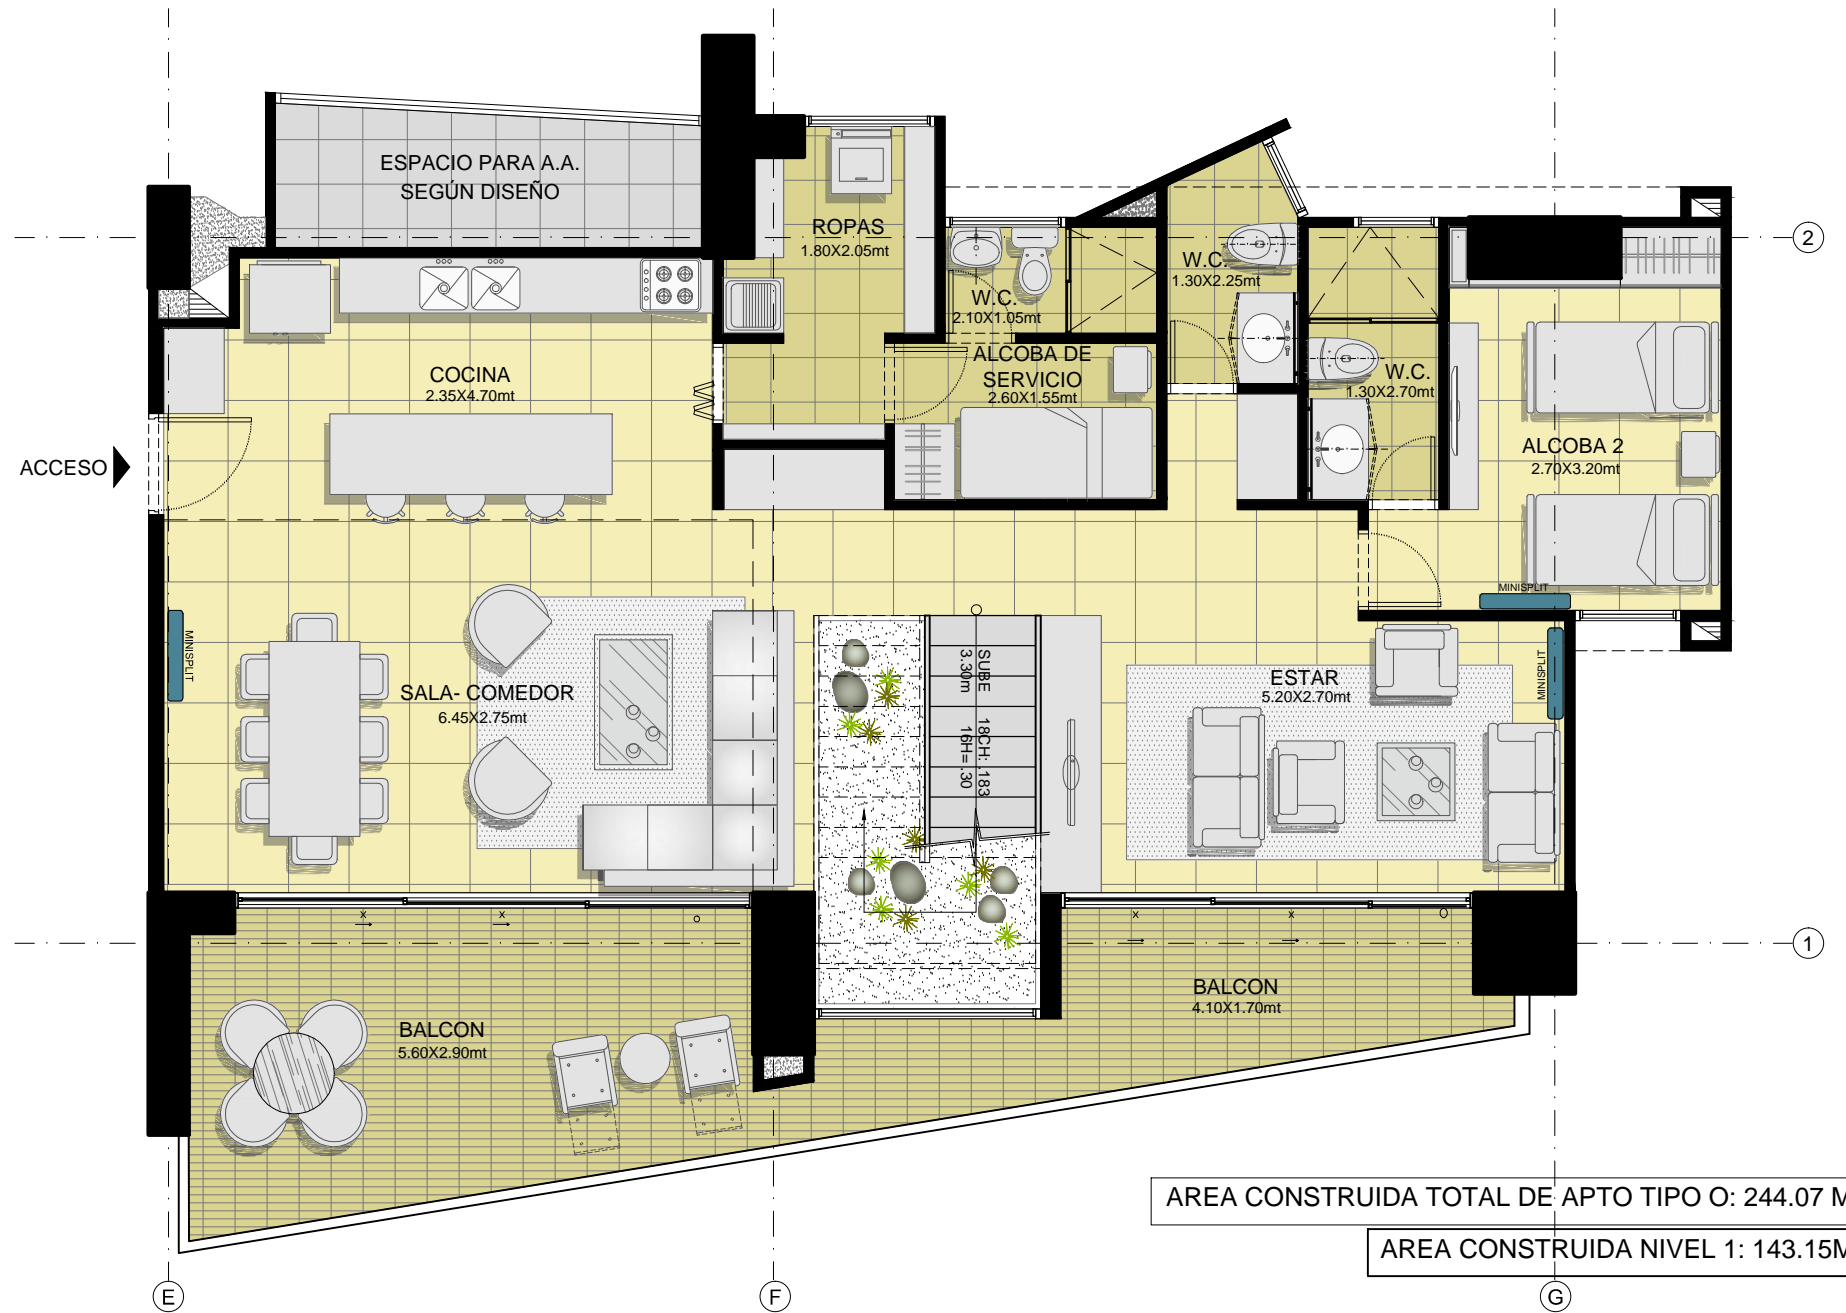 ESPACIO PARA A.A.
SEGÚN DISEÑO
ROPAS
1.80X2.05mt
2
W.C.
1.30X2.25mt
W.C.
2.10X1.05mt
COCINA
2.35X4.70mt
ALCOBA DE
SERVICIO
2.60X1.55mt
W.C.
1.30X2.70mt
ALCOBA 2
2.70X3.20mt
ACCESO
MINISPLIT
MINISPLIT
SALA- COMEDOR
6.45X2.75mt
SUBE
3.30m
18CH: .183
16H= .30
ESTAR
5.20X2.70mt
MINISPLIT
x
x
o
x
x
O
1
BALCON
4.10X1.70mt
BALCON
5.60X2.90mt
AREA CONSTRUIDA TOTAL DE APTO TIPO O: 244.07 M
AREA CONSTRUIDA NIVEL 1: 143.15M
E
F
G